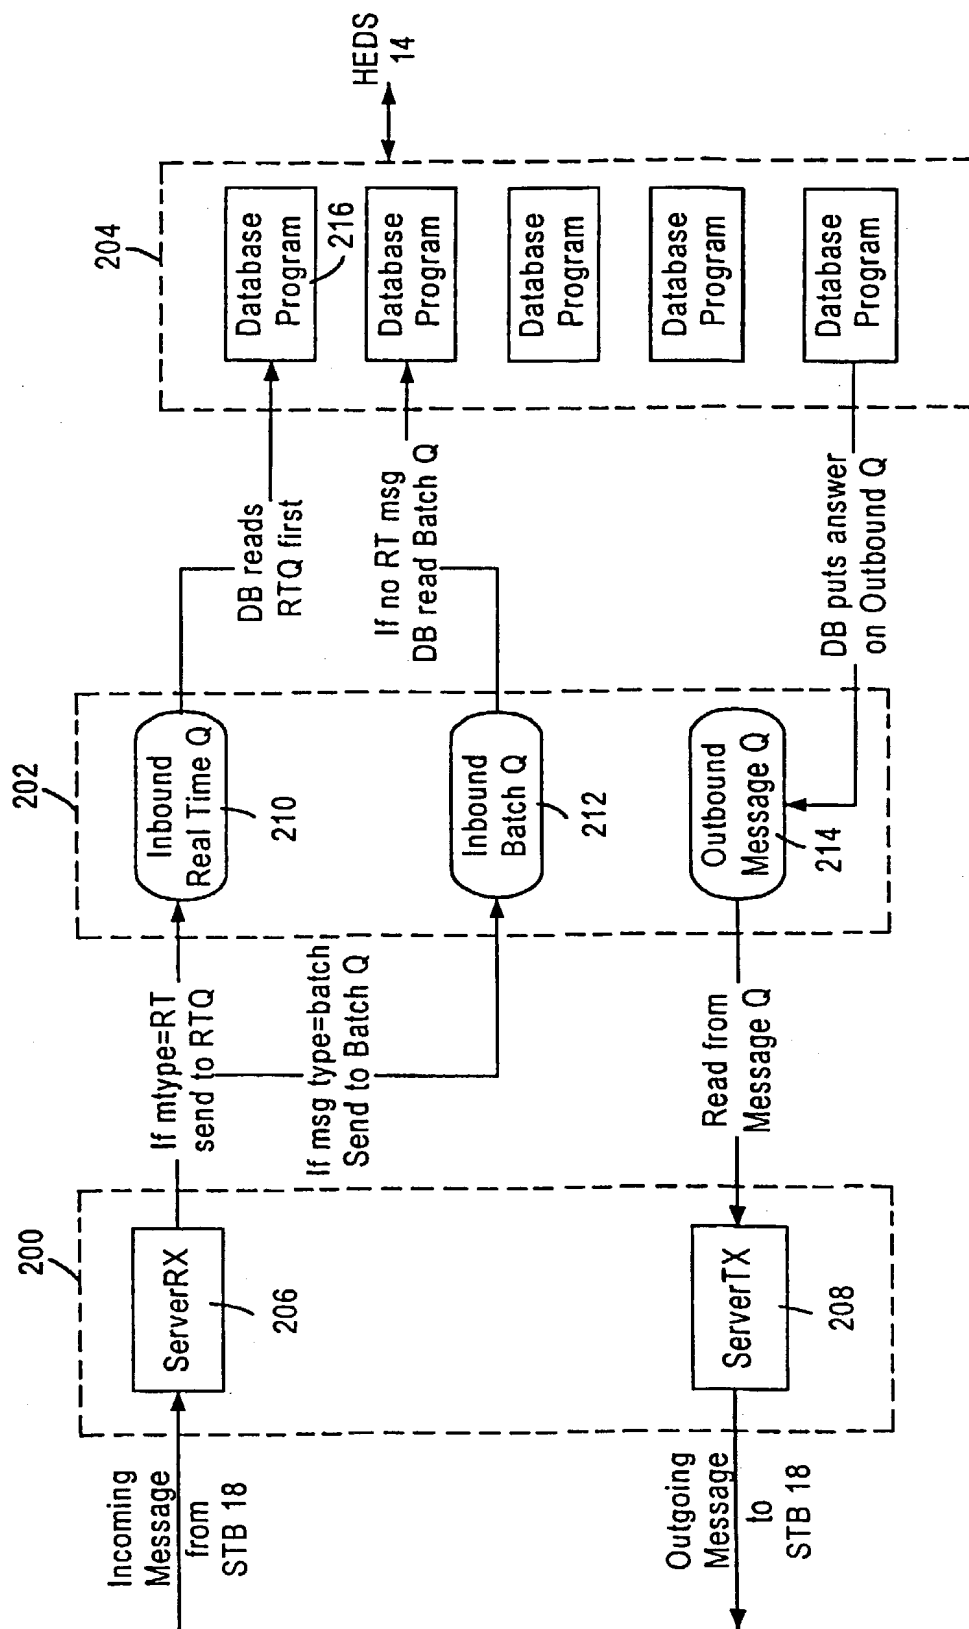 Incoming
Message
from
STB 18
200
ServerRX
206
If mtype=RT
send to RTQ
If msg type=batch
Send to Batch Q
202
Inbound
Real Time Q
210
Inbound
Batch Q
212
DB reads
RTQ first
If no RT msg
DB read Batch Q
204
Database
Program
216
Database
Program
Database
Program
Database
Program
Database
Program
HEDS
14
DB puts answer
on Outbound Q
Outbound
Message Q
214
Read from
Message Q
ServerTX
208
Outgoing
Message
to
STB 18